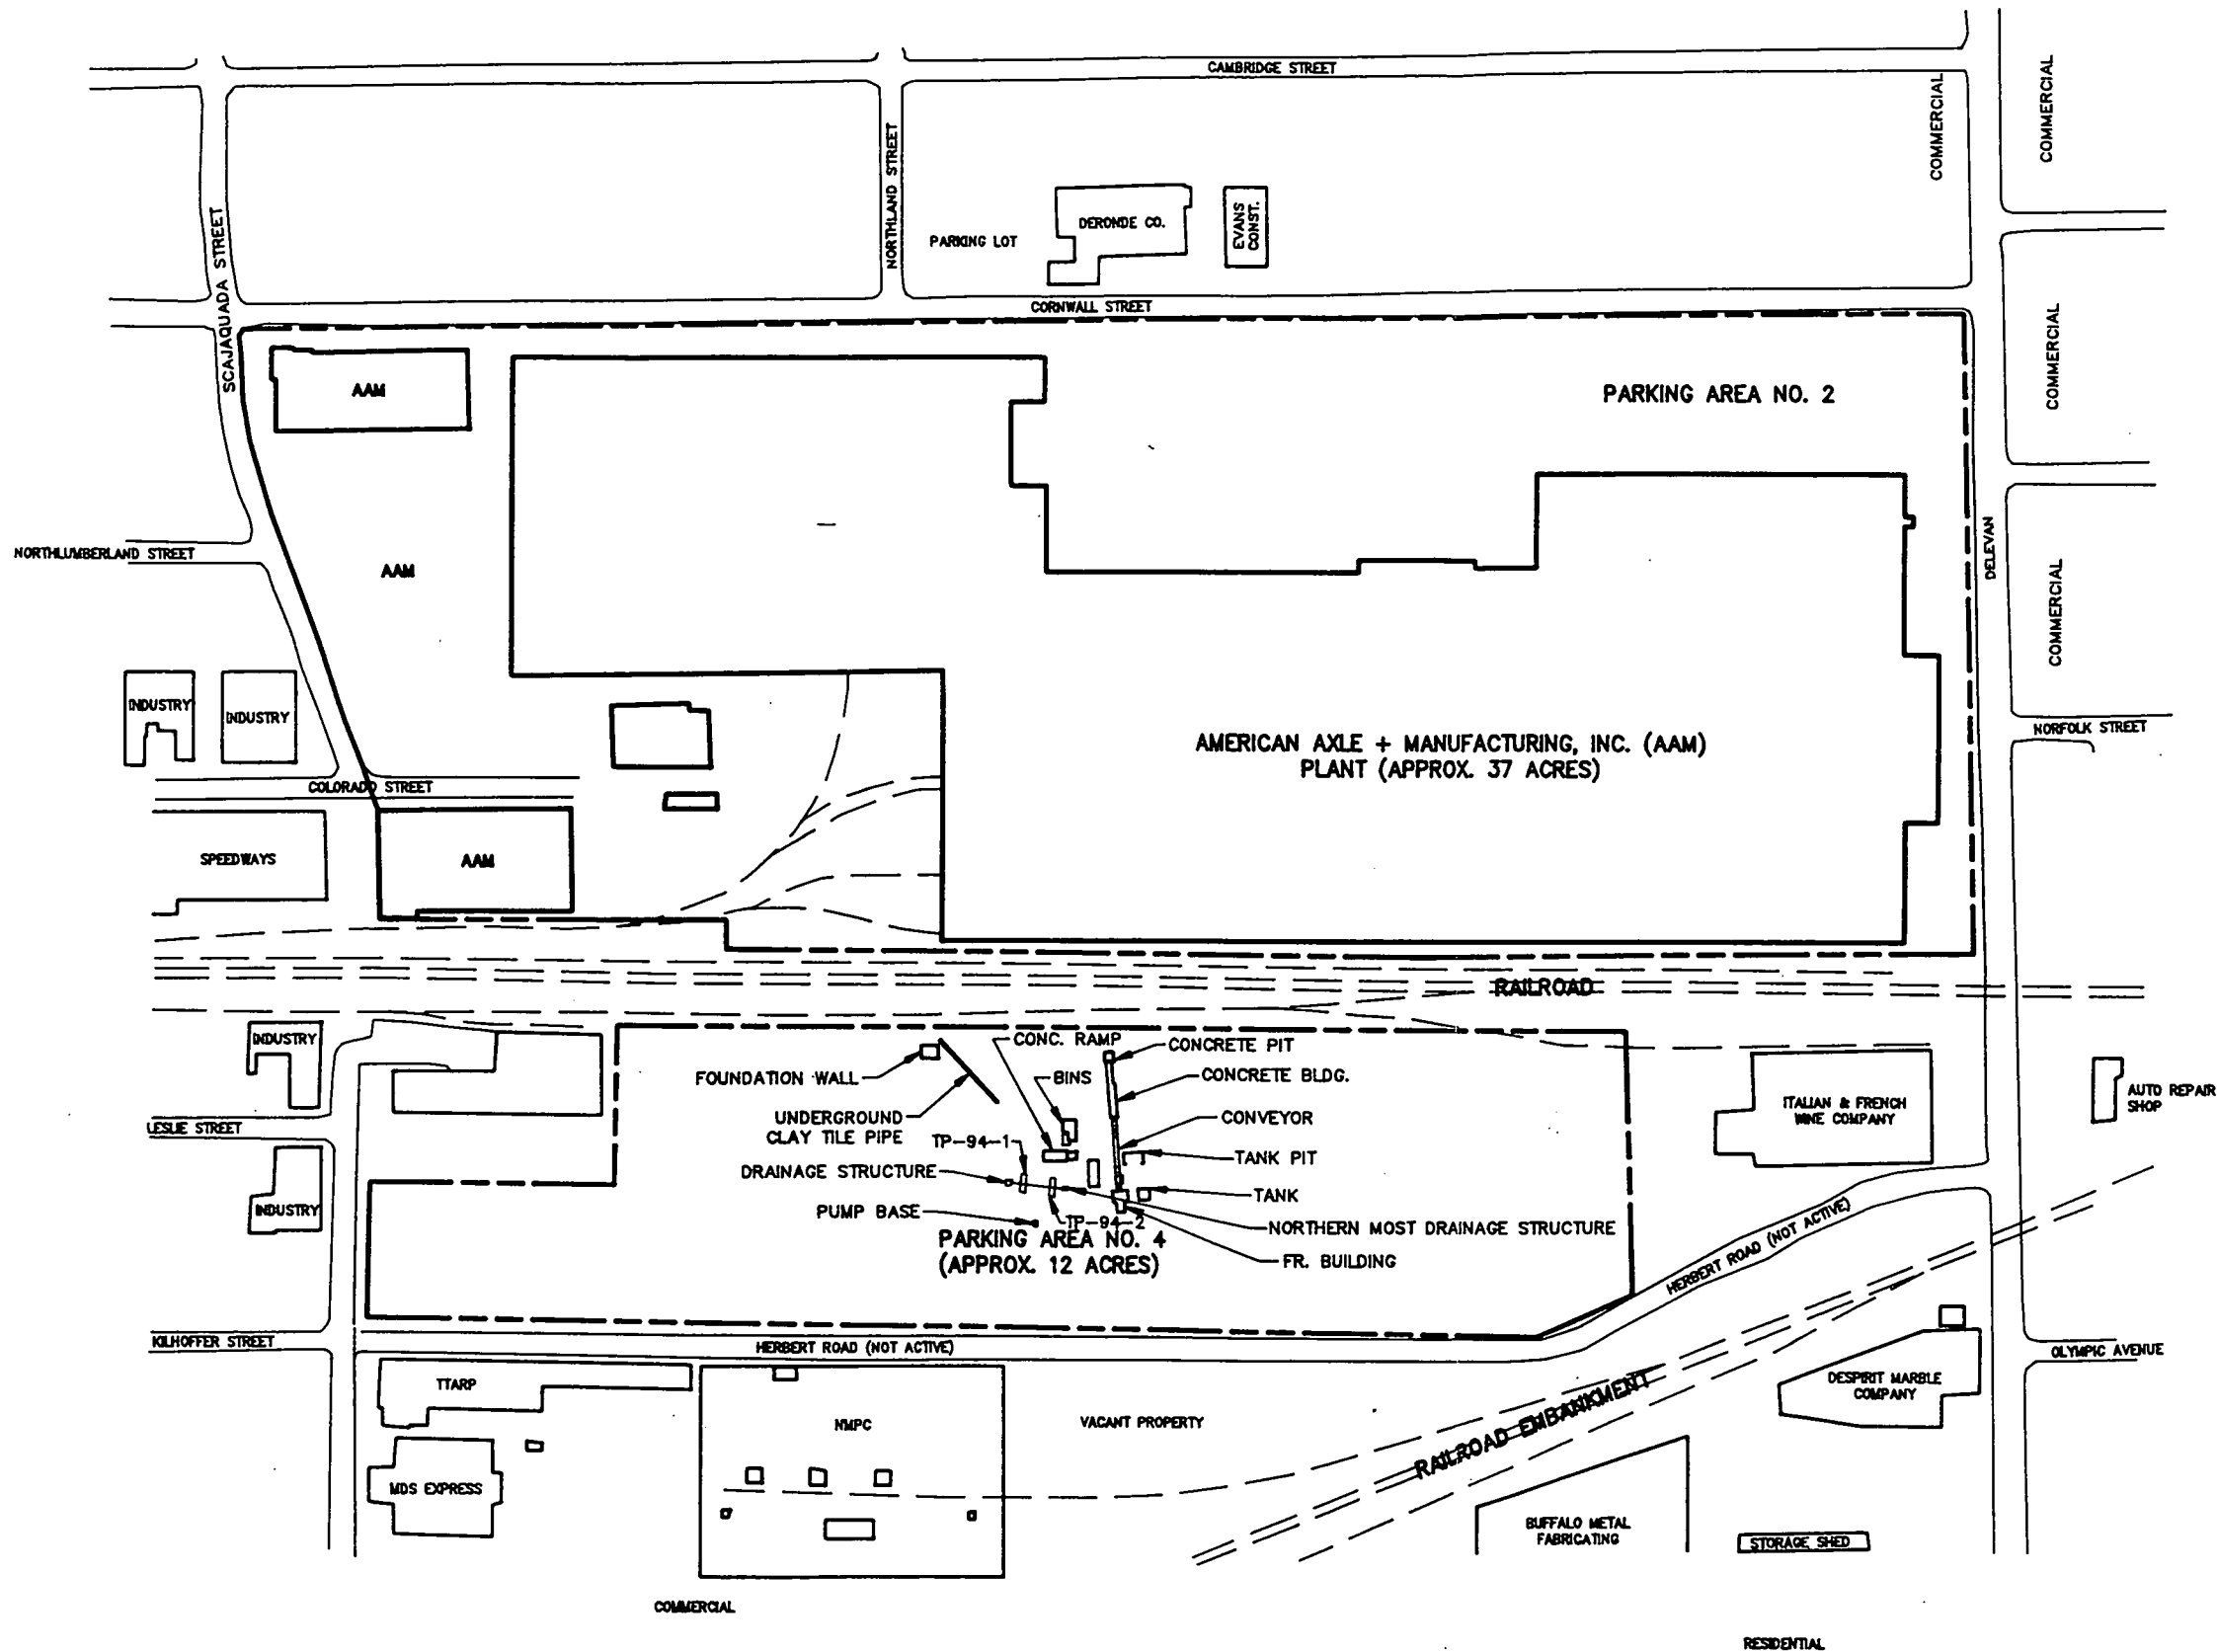 CAMBRIDGE STREET
COMMERCIAL
COMMERCIAL
NORTHLAND STREET
SCAJAQUADA STREET
PARKING LOT
DERONDE CO.
EVANS
CONST.
CORNWALL STREET
COMMERCIAL
AAM
PARKING AREA NO. 2
DELEVAN
NORTHLUMBERLAND STREET
AAM
COMMERCIAL
INDUSTRY
INDUSTRY
NORFOLK STREET
AMERICAN AXLE + MANUFACTURING, INC. (AAM)
PLANT (APPROX. 37 ACRES)
COLORADO STREET
SPEEDWAYS
AAM
RAILROAD
INDUSTRY
CONC. RAMP
CONCRETE PIT
FOUNDATION WALL
BINS
CONCRETE BLDG.
AUTO REPAIR
SHOP
ITALIAN & FRENCH
WINE COMPANY
UNDERGROUND
CLAY TILE PIPE
CONVEYOR
LESLIE STREET
TP-94-1
TANK PIT
DRAINAGE STRUCTURE
TANK
INDUSTRY
PUMP BASE
TP-94-2
NORTHERN MOST DRAINAGE STRUCTURE
PARKING AREA NO. 4
(APPROX. 12 ACRES)
FR. BUILDING
HERBERT ROAD (NOT ACTIVE)
KILHOFFER STREET
HERBERT ROAD (NOT ACTIVE)
OLYMPIC AVENUE
TTARP
DESPIRIT MARBLE
COMPANY
NMPC
VACANT PROPERTY
RAILROAD EMBANKMENT
MDS EXPRESS
BUFFALO METAL
FABRICATING
STORAGE SHED
COMMERCIAL
RESIDENTIAL